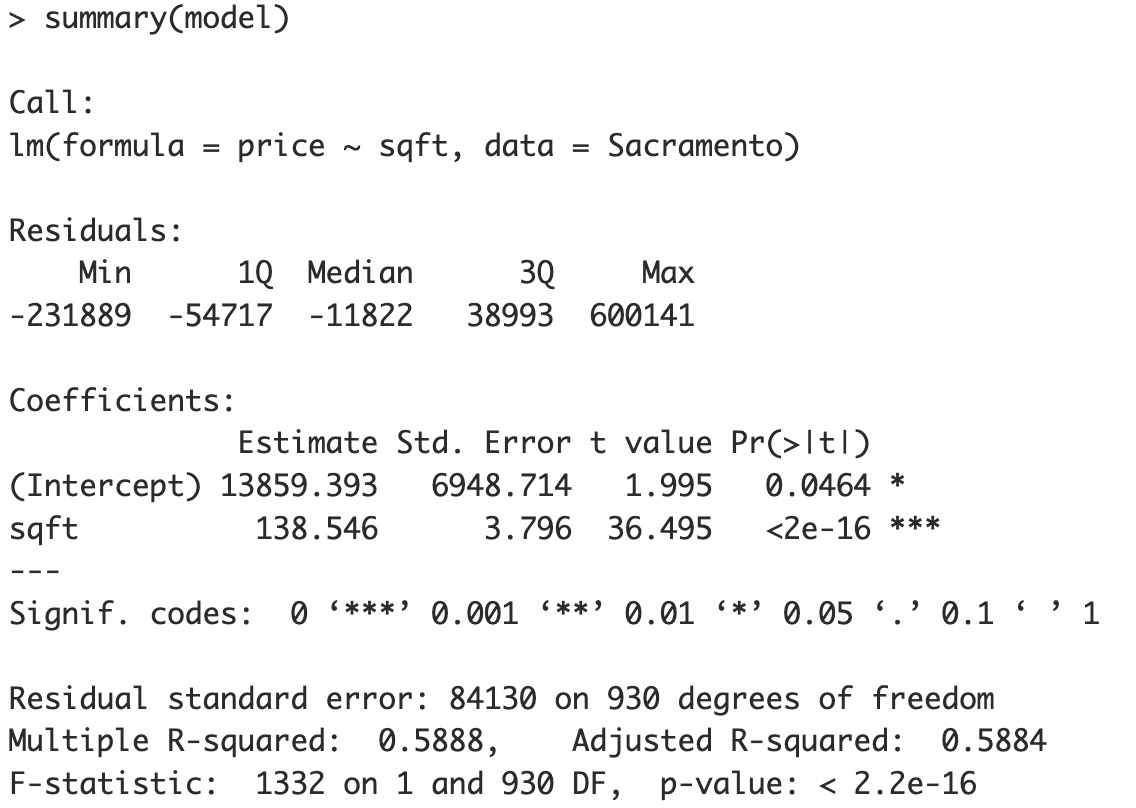 > summary(model)
Call:
lm(formula = price ~ sqft, data = Sacramento)
Residuals:
    Min      1Q  Median      3Q     Max
-231889  -54717  -11822   38993  600141
Coefficients:
             Estimate Std. Error t value Pr(>|t|)
(Intercept) 13859.393   6948.714   1.995   0.0464 *
sqft          138.546      3.796  36.495   <2e-16 ***
---
Signif. codes:  0 ‘***’ 0.001 ‘**’ 0.01 ‘*’ 0.05 ‘.’ 0.1 ‘ ’ 1
Residual standard error: 84130 on 930 degrees of freedom
Multiple R-squared:  0.5888,	Adjusted R-squared:  0.5884
F-statistic:  1332 on 1 and 930 DF,  p-value: < 2.2e-16